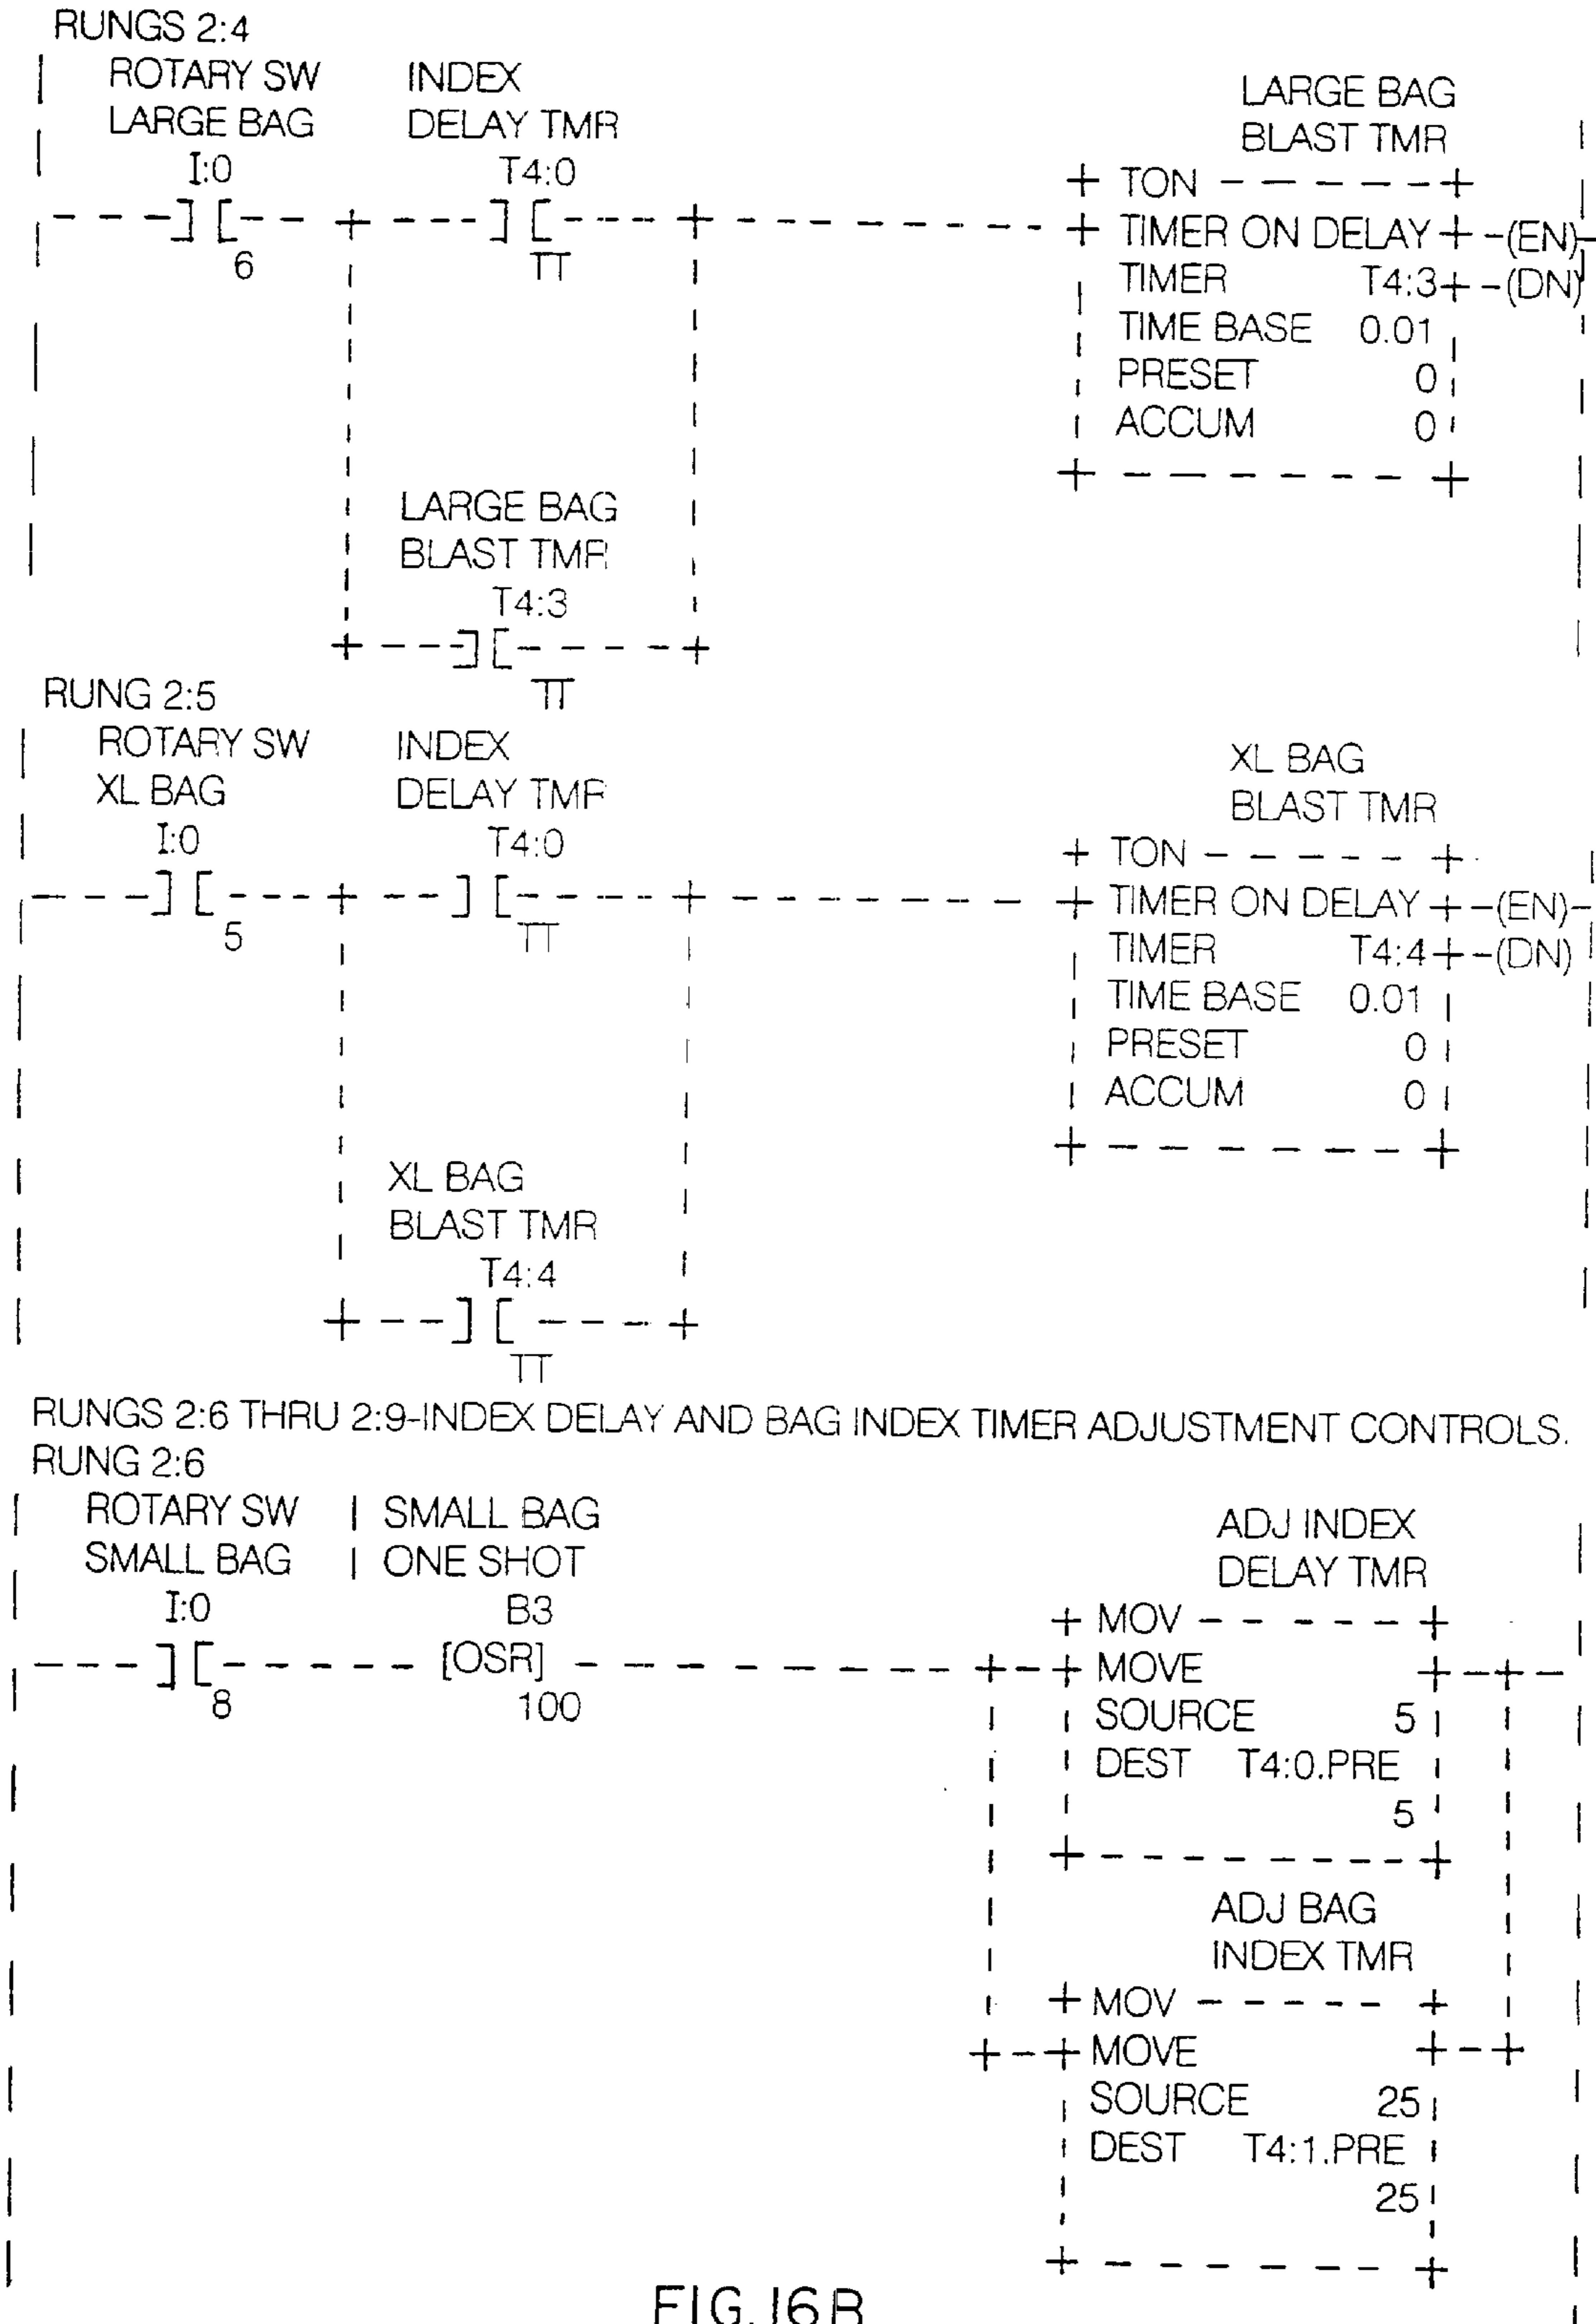 RUNGS 2:4
ROTARY SW INDEX
LARGE BAG DELAY TMR LARGE BAG
I:0 T4:0 BLAST TMR
+ TON - - - - - +
---] [-- + ---] [--- + - - - - - - - - + TIMER ON DELAY + -(EN)-
6 TT
TIMER T4:3 + -(DN)
TIME BASE 0.01
PRESET 0
ACCUM 0
+ - - - - - - - +
LARGE BAG
BLAST TMR
T4:3
+ ---] [- - - - - +
TT
RUNG 2:5
ROTARY SW INDEX
XL BAG DELAY TMR XL BAG
I:0 T4:0 BLAST TMR
+ TON - - - - - +
---] [--- + --] [----- + - - - - - - - - + TIMER ON DELAY + -(EN)-
5 TT
TIMER T4:4 + -(DN)
TIME BASE 0.01
PRESET 0
ACCUM 0
+ - - - - - - - +
XL BAG
BLAST TMR
T4:4
+ ---] [ - - - - +
TT
RUNGS 2:6 THRU 2:9-INDEX DELAY AND BAG INDEX TIMER ADJUSTMENT CONTROLS.
RUNG 2:6
ROTARY SW | SMALL BAG ADJ INDEX
SMALL BAG | ONE SHOT DELAY TMR
I:0 B3 + MOV - - - - - - +
---] [- - - - - [OSR] - - - - - - - - - + - + MOVE + - + -
8 100 SOURCE 5
DEST T4:0.PRE
5
+ - - - - - - - - - +
ADJ BAG
INDEX TMR
+ MOV - - - - - +
+ - - + MOVE + - - +
SOURCE 25
DEST T4:1.PRE
25
+ - - - - - - - +
FIG.16B